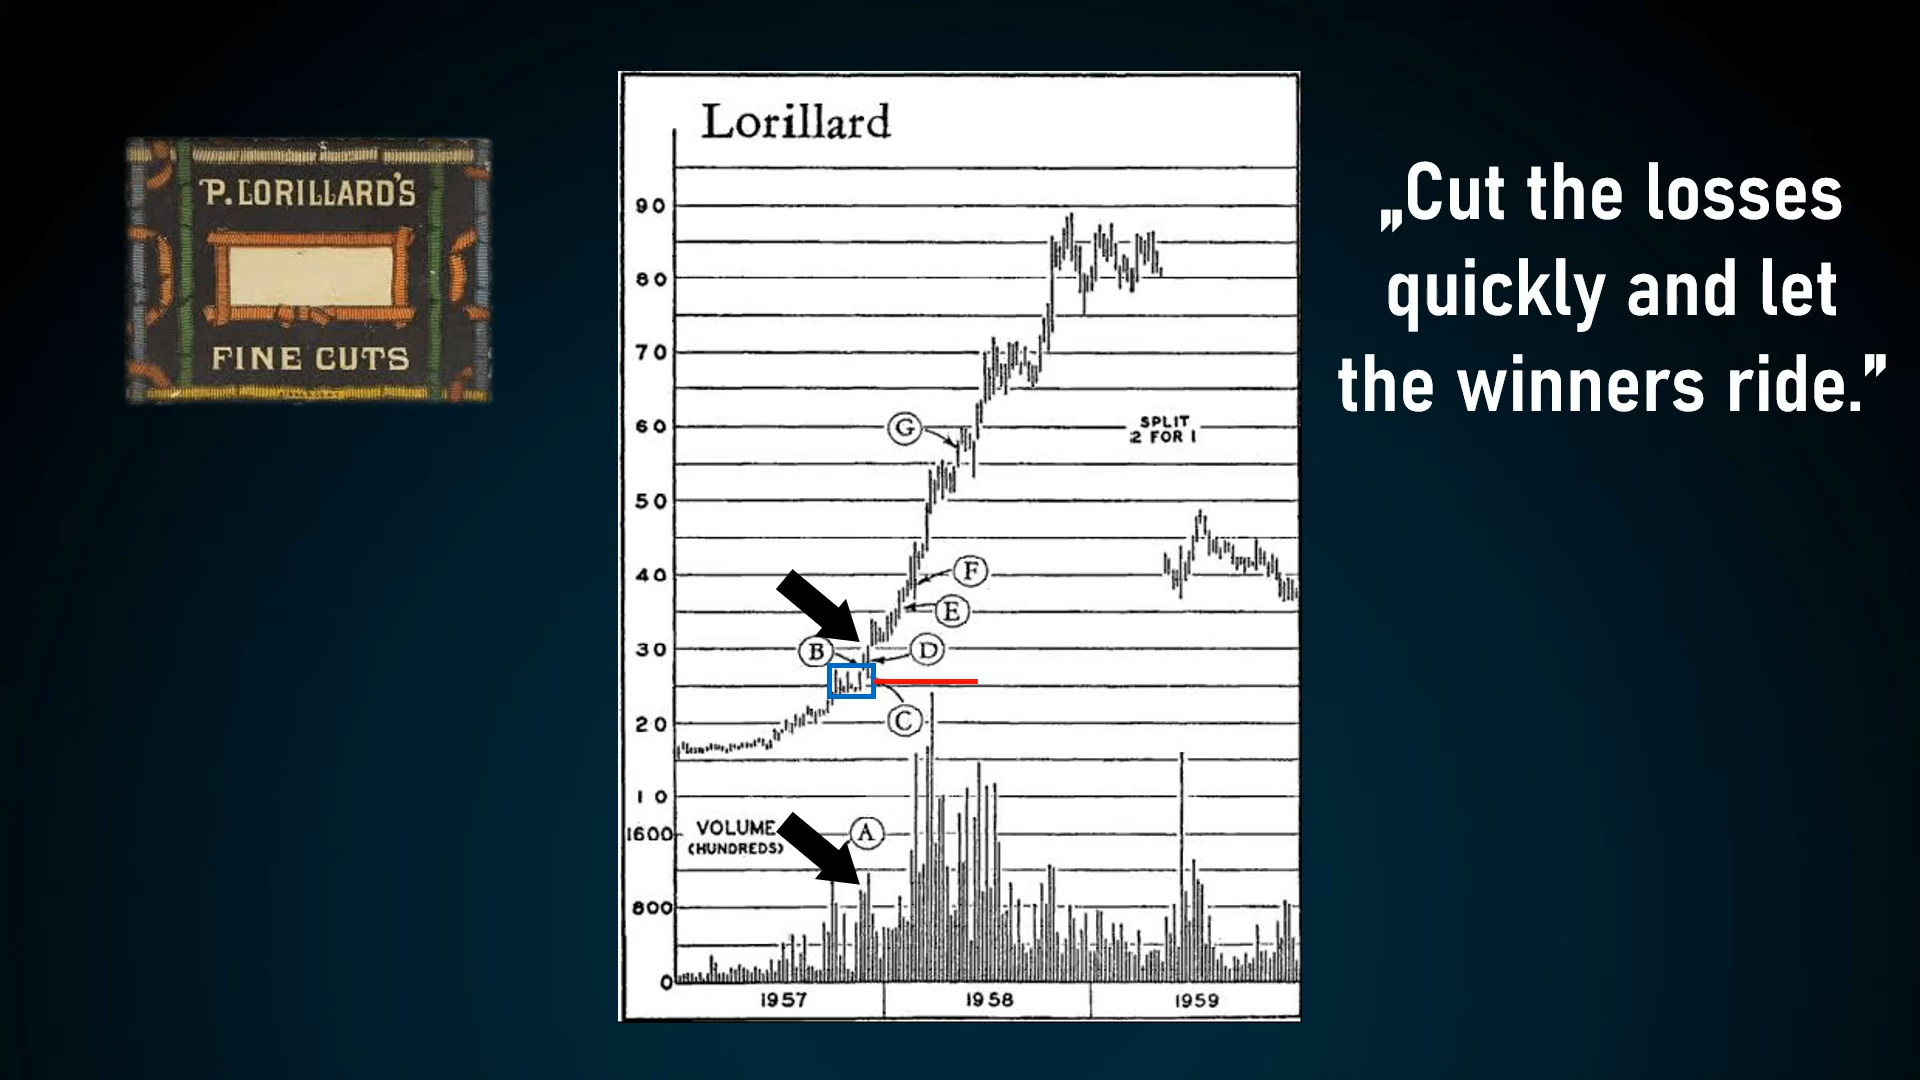 P. LORILLARD'S
FINE CUTS
Lorillard
90
80
70
60
50
40
30
20
10
1600
800
0
VOLUME
(HUNDREDS)
A
B
C
D
E
F
G
SPLIT
2 FOR 1
1957
1958
1959
„Cut the losses
quickly and let
the winners ride.”